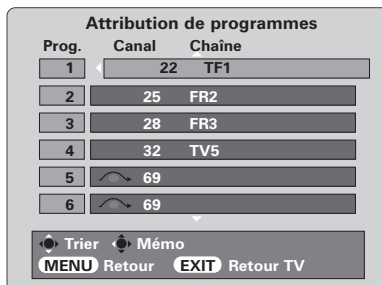 Attribution de programmes
Prog. Canal Chaîne
1 22 TF1
2 25 FR2
3 28 FR3
4 32 TV5
5 69
6 69
Trier Mémo
MENU Retour EXIT Retour TV